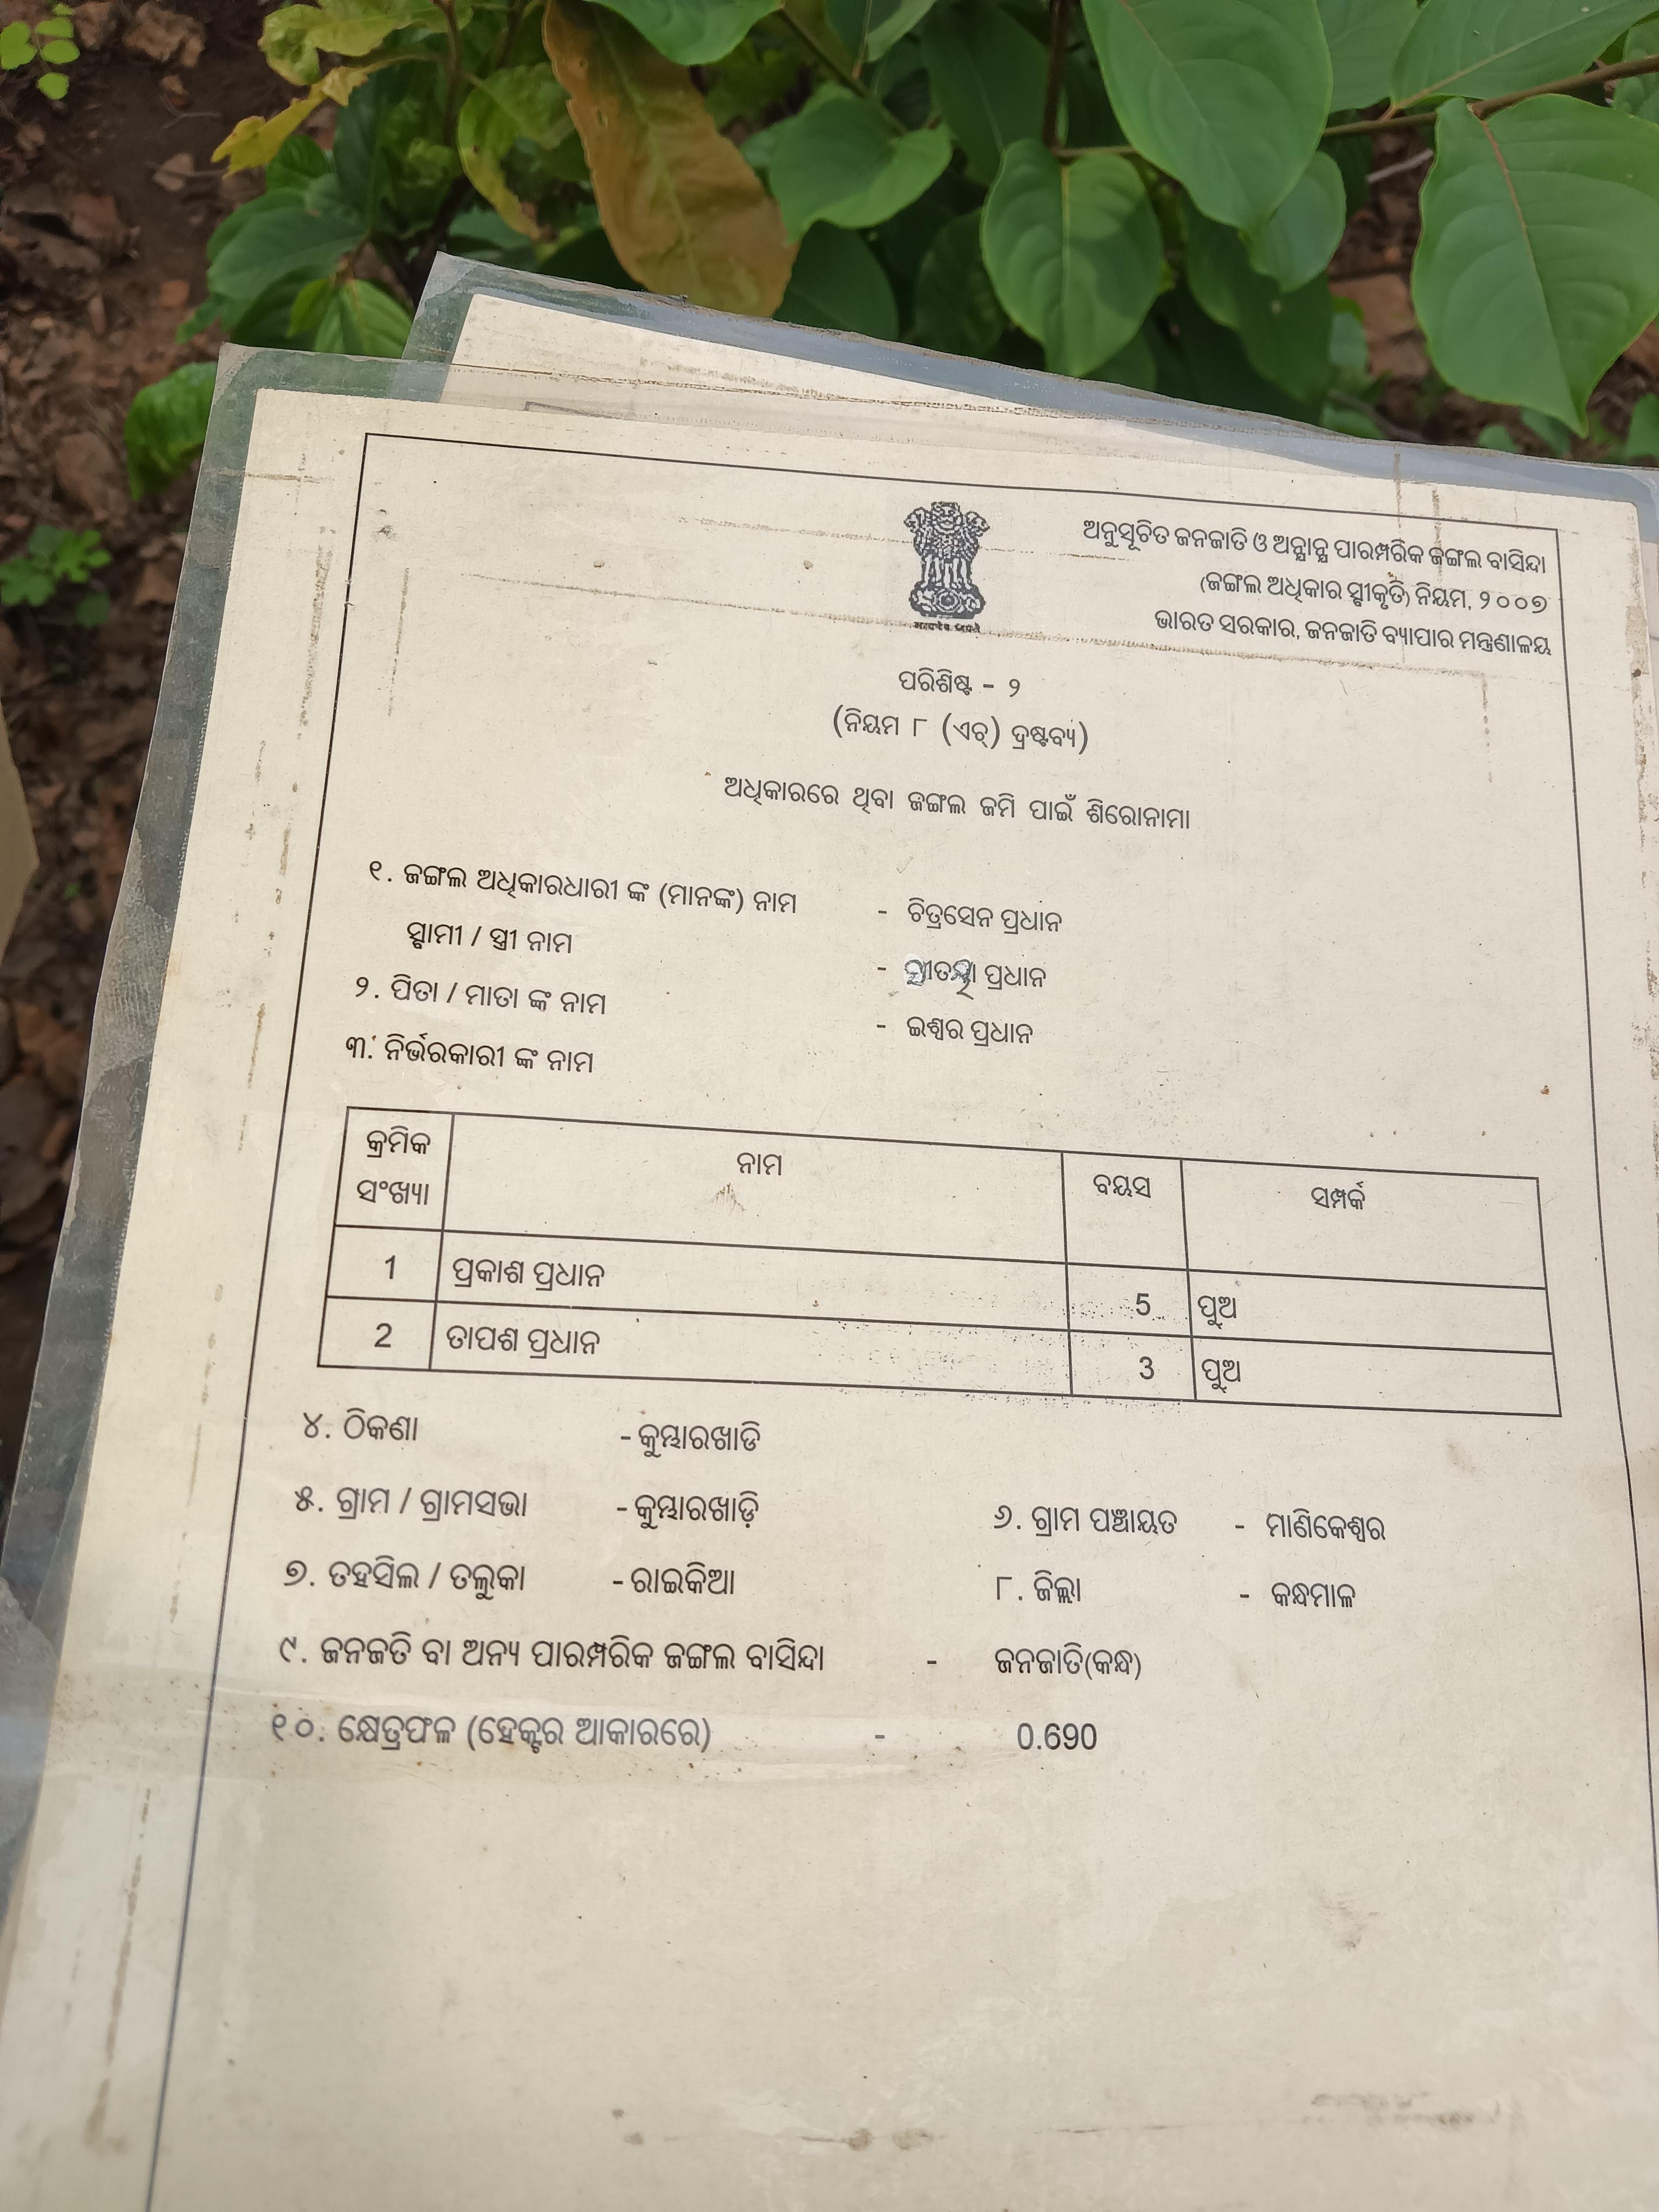 ଅନୁସୂଚିତ ଜନଜାତି ଓ ଅନ୍ଯାନ୍ଯ ପାରମ୍ପରିକ ଜଙ୍ଗଲ ବାସିନ୍ଦା
(ଜଙ୍ଗଲ ଅଧିକାର ସ୍ବୀକୃତି) ନିୟମ, ୨୦୦୭
ଭାରତ ସରକାର, ଜନଜାତି ବ୍ୟାପାର ମନ୍ତ୍ରଣାଳୟ
ପରିଶିଷ୍ଟ - ୨
(ନିୟମ ୮ (ଏଚ୍) ଦ୍ରଷ୍ଟବ୍ୟ)
ଅଧିକାରରେ ଥିବା ଜଙ୍ଗଲ ଜମି ପାଇଁ ଶିରୋନାମା
୧. ଜଙ୍ଗଲ ଅଧିକାରଧାରୀ ଙ୍କ (ମାନଙ୍କ) ନାମ - ଚିତ୍ରସେନ ପ୍ରଧାନ
ସ୍ବାମୀ / ସ୍ତ୍ରୀ ନାମ - ପ୍ରଧାନ
୨. ପିତା / ମାତା ଙ୍କ ନାମ - ଇଶ୍ୱର ପ୍ରଧାନ
୩. ନିର୍ଭରକାରୀ ଙ୍କ ନାମ
କ୍ରମିକ ସଂଖ୍ୟା ନାମ ବୟସ ସମ୍ପର୍କ
1 ପ୍ରକାଶ ପ୍ରଧାନ 5 ପୁଅ
2 ତାପଶ ପ୍ରଧାନ 3 ପୁଅ
୪. ଠିକଣା - କୁମ୍ଭାରଖାଡି
୫. ଗ୍ରାମ / ଗ୍ରାମସଭା - କୁମ୍ଭାରଖାଡ଼ି ୬. ଗ୍ରାମ ପଞ୍ଚାୟତ - ମାଣିକେଶ୍ୱର
୭. ତହସିଲ / ତଲୁକା - ରାଇକିଆ ୮. ଜିଲ୍ଲା - କନ୍ଧମାଳ
୯. ଜନଜତି ବା ଅନ୍ୟ ପାରମ୍ପରିକ ଜଙ୍ଗଲ ବାସିନ୍ଦା - ଜନଜାତି(କନ୍ଧ)
୧୦. କ୍ଷେତ୍ରଫଳ (ହେକ୍ଟର ଆକାରରେ) - 0.690